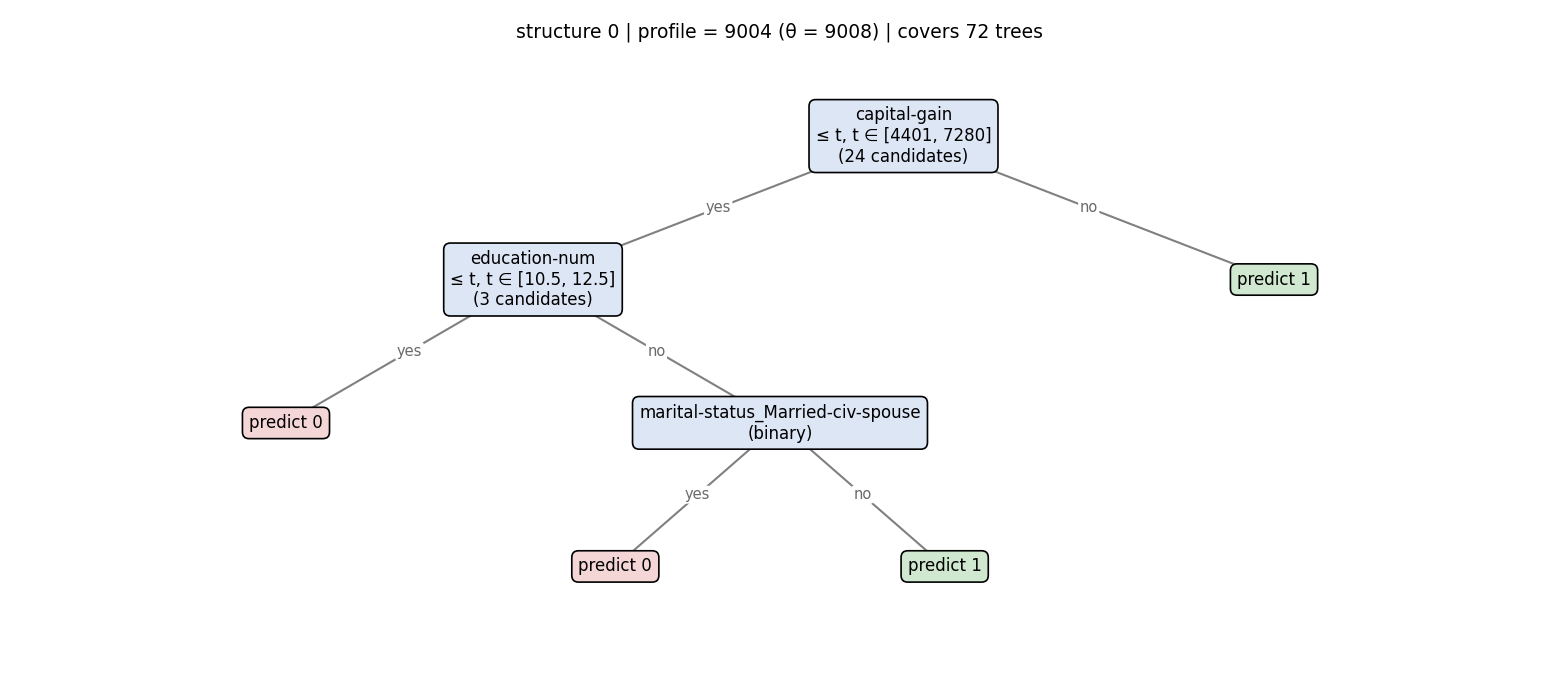 structure 0 | profile = 9004 (θ = 9008) | covers 72 trees
capital-gain
≤ t, t ∈ [4401, 7280]
(24 candidates)
yes
no
education-num
≤ t, t ∈ [10.5, 12.5]
(3 candidates)
predict 1
yes
no
predict 0
marital-status_Married-civ-spouse
(binary)
yes
no
predict 0
predict 1